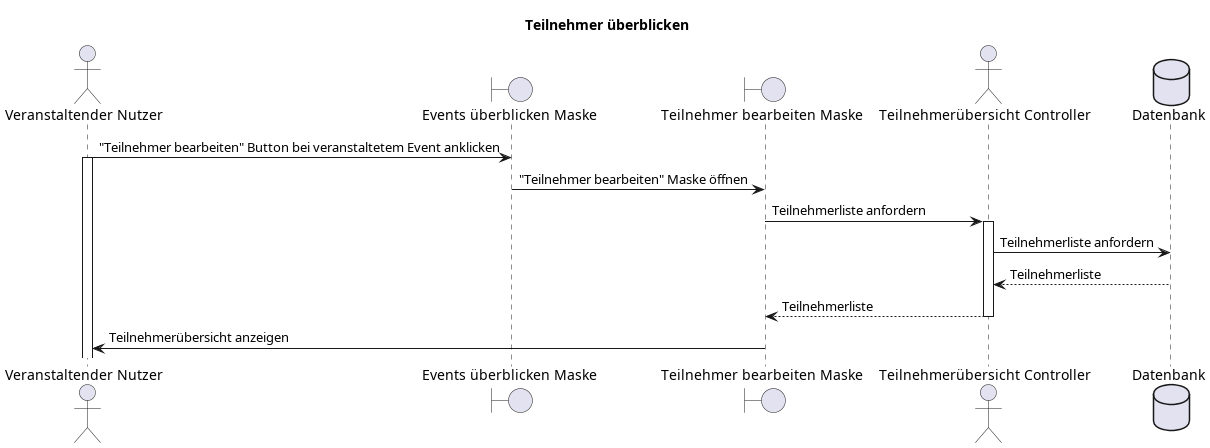 Teilnehmer überblicken
Veranstaltender Nutzer
Events überblicken Maske
Teilnehmer bearbeiten Maske
Teilnehmerübersicht Controller
Datenbank
"Teilnehmer bearbeiten" Button bei veranstaltetem Event anklicken
"Teilnehmer bearbeiten" Maske öffnen
Teilnehmerliste anfordern
Teilnehmerliste anfordern
Teilnehmerliste
Teilnehmerliste
Teilnehmerübersicht anzeigen
Veranstaltender Nutzer
Events überblicken Maske
Teilnehmer bearbeiten Maske
Teilnehmerübersicht Controller
Datenbank